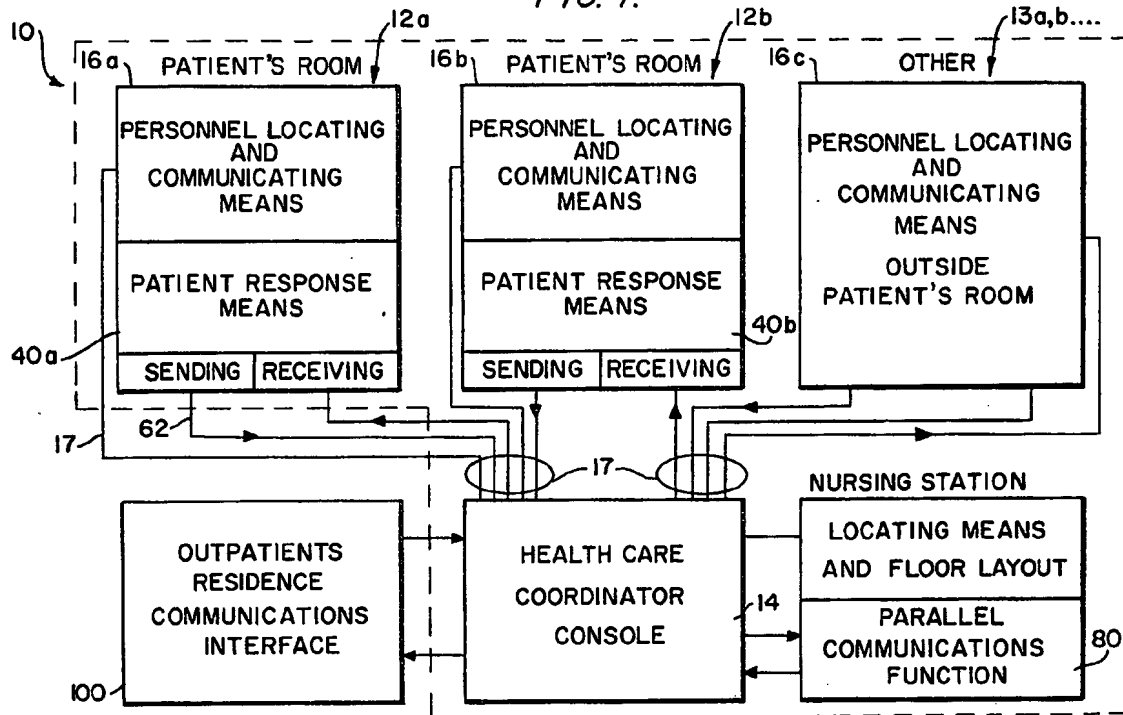 FIG. 1.
10
12a
12b
13a,b....
16a
PATIENT'S ROOM
16b
PATIENT'S ROOM
16c
OTHER
PERSONNEL LOCATING
AND
COMMUNICATING
MEANS
PERSONNEL LOCATING
AND
COMMUNICATING
MEANS
PERSONNEL LOCATING
AND
COMMUNICATING
MEANS
OUTSIDE
PATIENT'S ROOM
PATIENT RESPONSE
MEANS
PATIENT RESPONSE
MEANS
40a
40b
SENDING
RECEIVING
SENDING
RECEIVING
62
17
17
NURSING STATION
OUTPATIENTS
RESIDENCE
COMMUNICATIONS
INTERFACE
HEALTH CARE
COORDINATOR
CONSOLE
LOCATING MEANS
AND FLOOR LAYOUT
14
PARALLEL
COMMUNICATIONS
FUNCTION
80
100